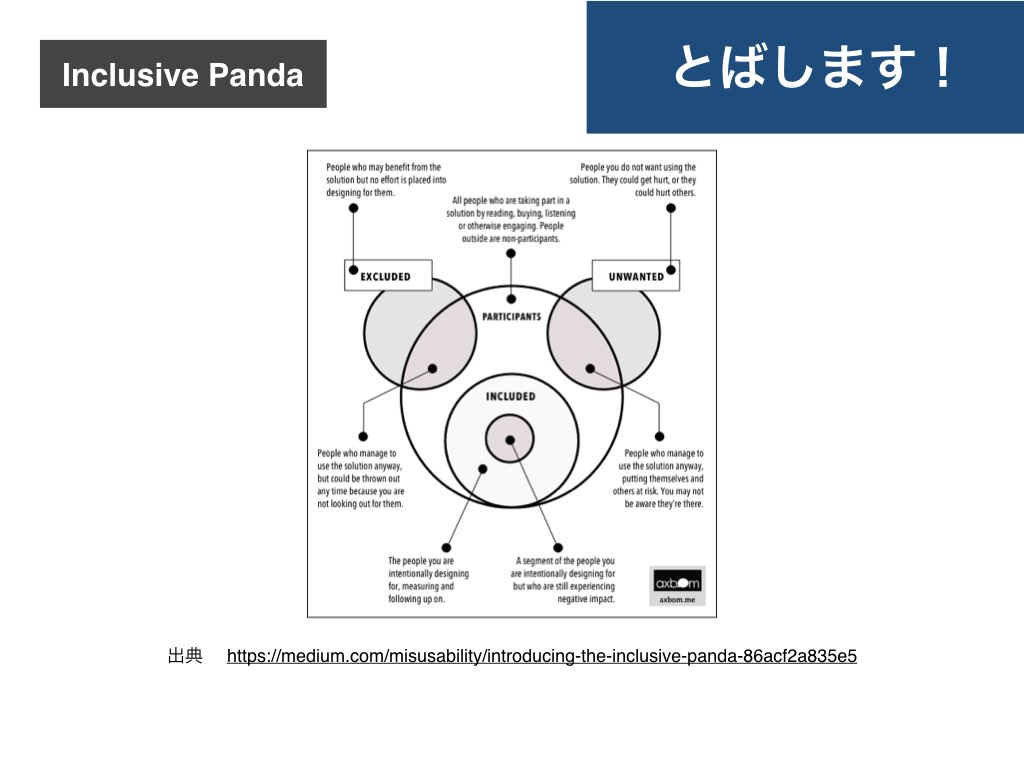 Inclusive Panda
とばします！
People who may benefit from the
solution but no effort is placed into
designing for them.
People you do not want using the
solution. They could get hurt, or they
could hurt others.
All people who are taking part in a
solution by reading, buying, listening
or otherwise engaging. People
outside are non-participants.
EXCLUDED
UNWANTED
PARTICIPANTS
INCLUDED
People who manage to
use the solution anyway,
but could be thrown out
any time because you are
not looking out for them.
People who manage to
use the solution anyway,
putting themselves and
others at risk. You may not
be aware they're there.
The people you are
intentionally designing
for, measuring and
following up on.
A segment of the people you
are intentionally designing for
but who are still experiencing
negative impact.
axbom
axbom.me
出典 https://medium.com/misusability/introducing-the-inclusive-panda-86acf2a835e5